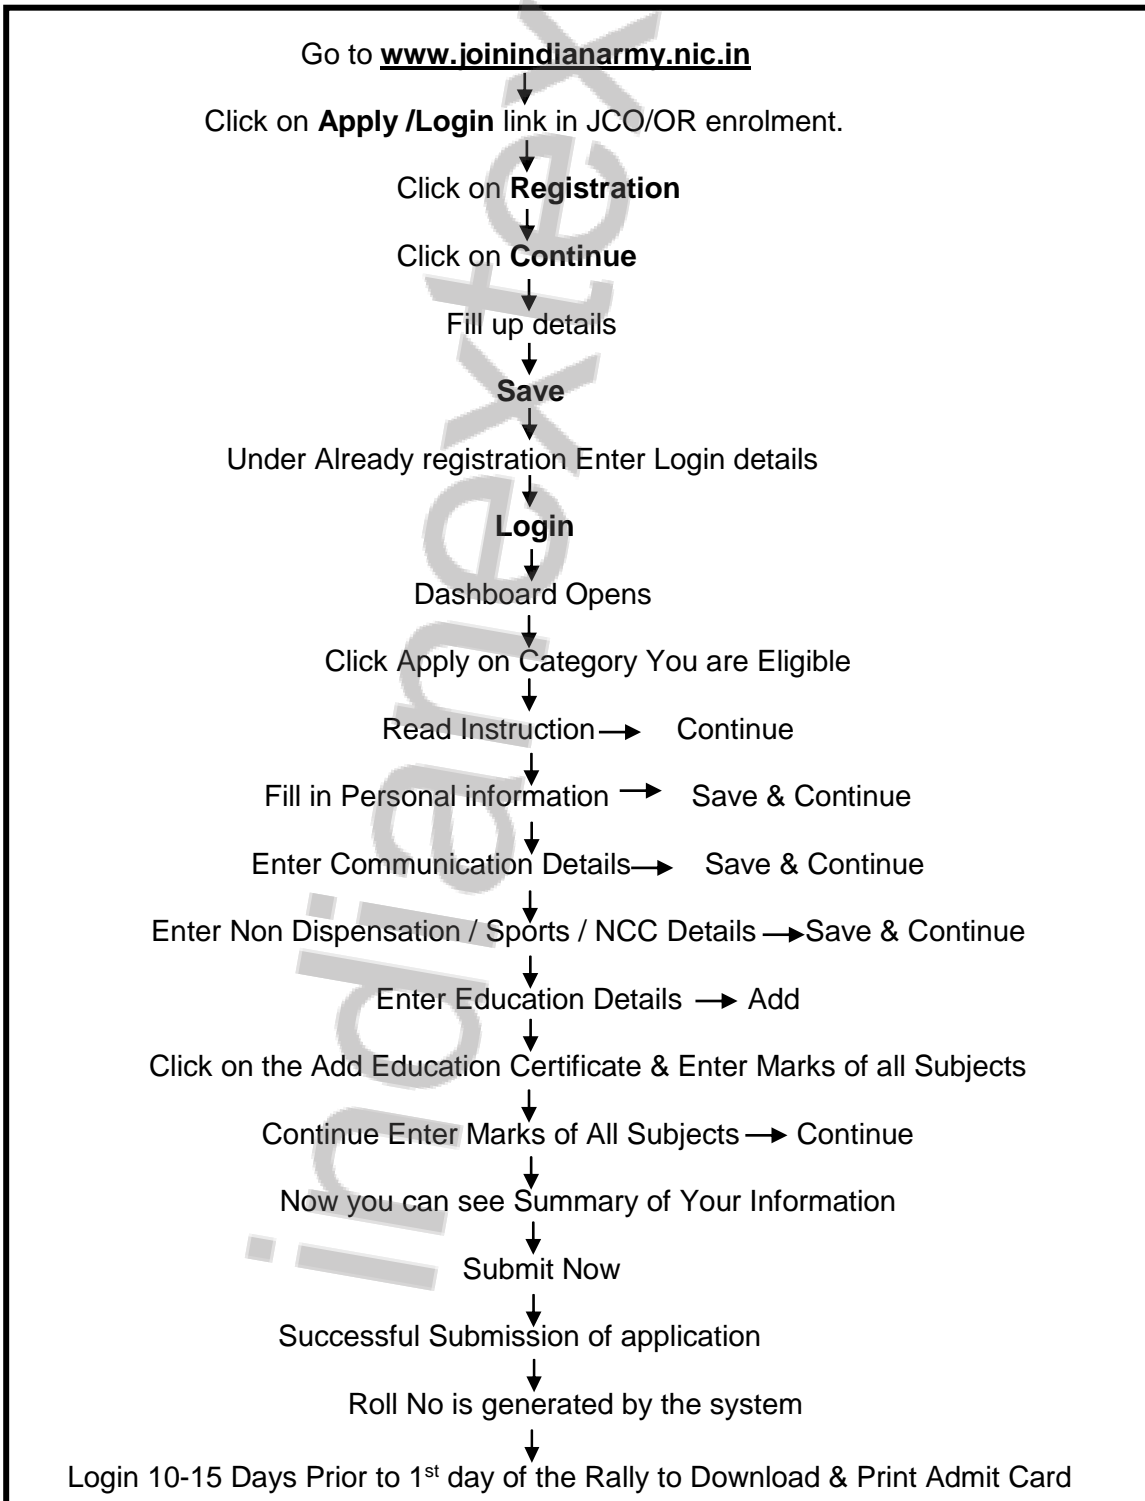 Go to www.joinindianarmy.nic.in
Click on Apply /Login link in JCO/OR enrolment.
Click on Registration
Click on Continue
Fill up details
Save
Under Already registration Enter Login details
Login
Dashboard Opens
Click Apply on Category You are Eligible
Read Instruction → Continue
Fill in Personal information → Save & Continue
Enter Communication Details → Save & Continue
Enter Non Dispensation / Sports / NCC Details → Save & Continue
Enter Education Details → Add
Click on the Add Education Certificate & Enter Marks of all Subjects
Continue Enter Marks of All Subjects → Continue
Now you can see Summary of Your Information
Submit Now
Successful Submission of application
Roll No is generated by the system
Login 10-15 Days Prior to 1st day of the Rally to Download & Print Admit Card
indianextex